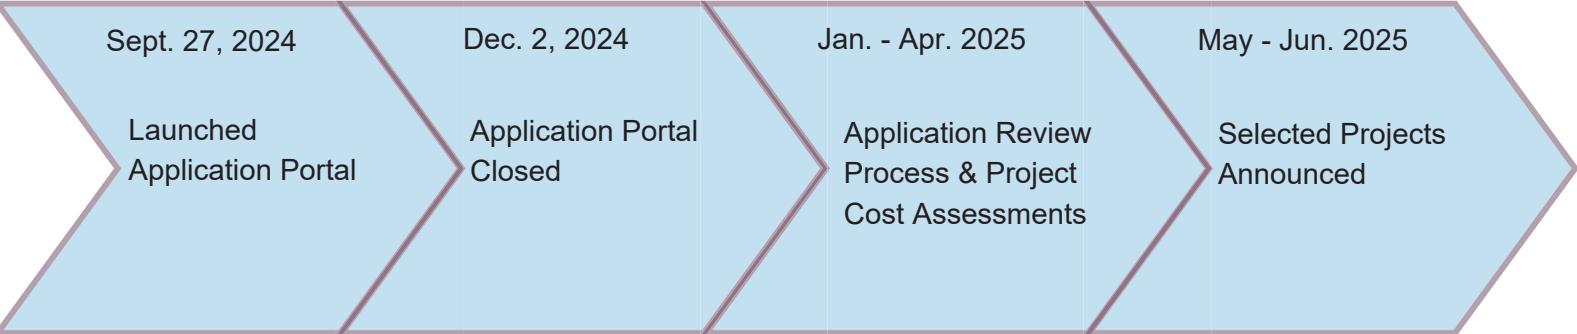 Sept. 27, 2024
Launched
Application Portal
Dec. 2, 2024
Application Portal
Closed
Jan. - Apr. 2025
Application Review
Process & Project
Cost Assessments
May - Jun. 2025
Selected Projects
Announced